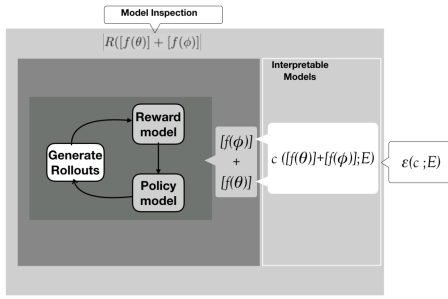 Model Inspection
|R([f(θ)] + [f(ϕ)]|
Interpretable
Models
Reward
model
Generate
Rollouts
Policy
model
[f(ϕ)]
+
[f(θ)]
c ([f(θ)]+[f(ϕ)];E)
ε(c ;E)